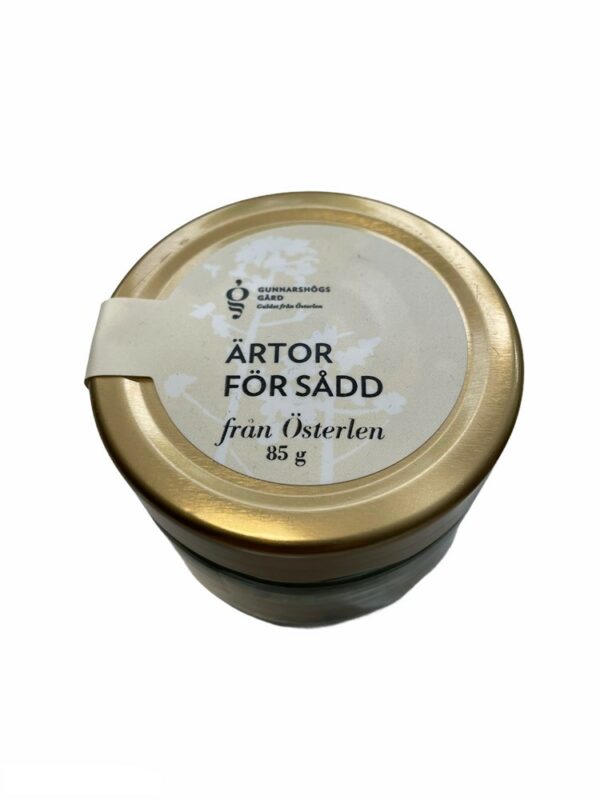 GUNNARSHÖGS
GÅRD
Guldet från Österlen
ÄRTOR
FÖR SÅDD
från Österlen
85 g